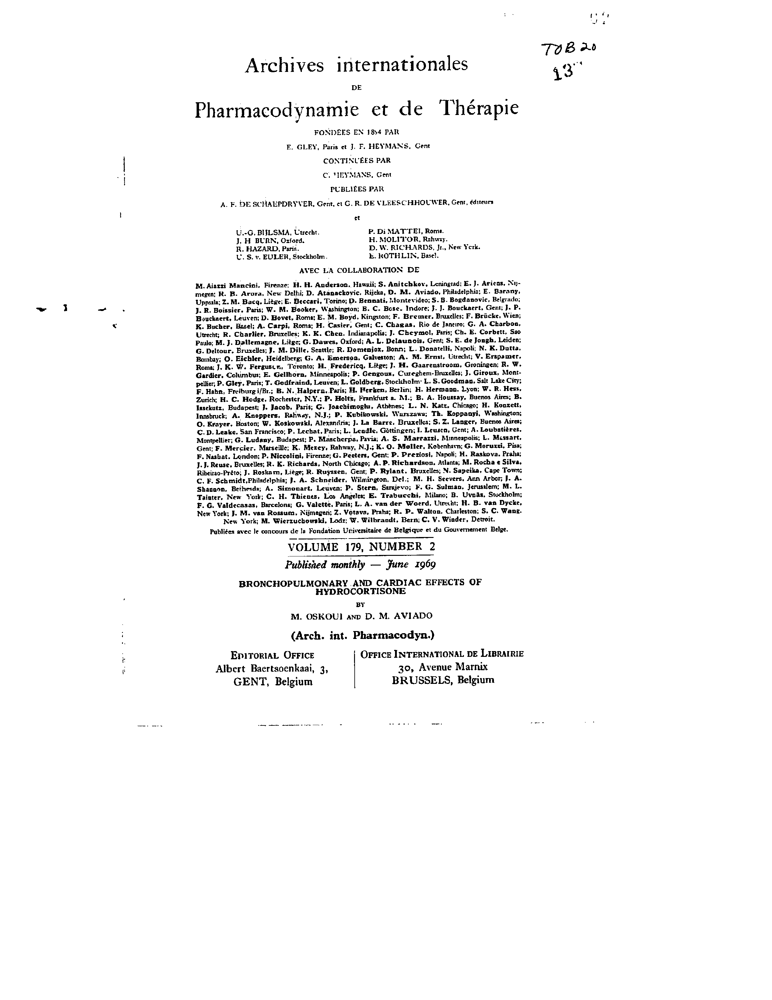 TOB 20
13
Archives internationales
DE
Pharmacodynamie et de Thérapie
FONDÉES EN 1894 PAR
E. GLEY, Paris et J. F. HEYMANS, Gent
CONTINUÉES PAR
C. HEYMANS, Gent
PUBLIÉES PAR
A. F. DE SCHAEPDRYVER, Gent, et G. R. DE VLEESCHHOUWER, Gent, éditeurs
et
U.-G. BIJLSMA, Utrecht.
J. H BURN, Oxford.
R. HAZARD, Paris.
U. S. v. EULER, Stockholm.
P. Di MATTEI, Roma.
H. MOLITOR, Rahway.
D. W. RICHARDS, Jr., New York.
E. ROTHLIN, Basel.
AVEC LA COLLABORATION DE
M. Aiazzi Mancini, Firenze; H. H. Anderson, Hawaii; S. Anitchkov, Leningrad; E. J. Ariens, Nij-
megen; R. B. Arora, New Delhi; D. Atanackovic, Rijeka, D. M. Aviado, Philadelphia; E. Barany,
Uppsala; Z. M. Bacq, Liège; E. Beccari, Torino; D. Bennati, Montevideo; S. B. Bogdanovic, Belgrado;
J. R. Boissier, Paris; W. M. Booker, Washington; B. C. Bose, Indore; J. J. Bouckaert, Gent; J. P.
Bouckaert, Leuven; D. Bovet, Roma; E. M. Boyd, Kingston; F. Bremer, Bruxelles; F. Brücke, Wien;
K. Bucher, Basel; A. Carpi, Roma; H. Casier, Gent; C. Chagas, Rio de Janeiro; G. A. Charbon,
Utrecht; R. Charlier, Bruxelles; K. K. Chen, Indianapolis; J. Cheymol, Paris; Ch. E. Corbett, Sao
Paulo; M. J. Dallemagne, Liège; G. Dawes, Oxford; A. L. Delaunois, Gent; S. E. de Jongh, Leiden;
G. Deltour, Bruxelles; J. M. Dille, Seattle; R. Domenjoz, Bonn; L. Donatelli, Napoli; N. K. Dutta,
Bombay; O. Eichler, Heidelberg; G. A. Emerson, Galveston; A. M. Ernst, Utrecht; V. Erspamer,
Roma; J. K. W. Ferguson, Toronto; H. Fredericq, Liège; J. H. Gaarenstroom, Groningen; R. W.
Gardier, Columbus; E. Gellhorn, Minneapolis; P. Gengoux, Cureghem-Bruxelles; J. Giroux, Mont-
pellier; P. Gley, Paris; T. Godfraind, Leuven; L. Goldberg, Stockholm; L. S. Goodman, Salt Lake City;
F. Hahn, Freiburg i/Br.; B. N. Halpern, Paris; H. Herken, Berlin; H. Hermann, Lyon; W. R. Hess,
Zurich; H. C. Hodge, Rochester, N.Y.; P. Holtz, Frankfurt a. M.; B. A. Houssay, Buenos Aires; B.
Issekutz, Budapest; J. Jacob, Paris; G. Joachimoglu, Athènes; L. N. Katz, Chicago; H. Konzett,
Innsbruck; A. Knoppers, Rahway, N.J.; P. Kubikowski, Warszawa; Th. Koppanyi, Washington;
O. Krayer, Boston; W. Koskowski, Alexandria; J. La Barre, Bruxelles; S. Z. Langer, Buenos Aires;
C. D. Leake, San Francisco; P. Lechat, Paris; L. Lendle, Göttingen; I. Leusen, Gent; A. Loubatières,
Montpellier; G. Ludany, Budapest; P. Mascherpa, Pavia; A. S. Marrazzi, Minneapolis; L. Massart,
Gent; F. Mercier, Marseille; K. Mezey, Rahway, N.J.; K. O. Moller, Kobenhavn; G. Moruzzi, Pisa;
F. Nashat, London; P. Niccolini, Firenze; G. Peeters, Gent; P. Preziosi, Napoli; H. Raskova, Praha;
J. J. Reuse, Bruxelles; R. K. Richards, North Chicago; A. P. Richardson, Atlanta; M. Rocha e Silva,
Ribeirao-Prêto; J. Roskam, Liège; R. Ruyssen, Gent; P. Rylant, Bruxelles; N. Sapeika, Cape Town;
C. F. Schmidt, Philadelphia; J. A. Schneider, Wilmington, Del.; M. H. Seevers, Ann Arbor; J. A.
Shannon, Bethesda; A. Simonart, Leuven; P. Stern, Sarajevo; F. G. Sulman, Jerusalem; M. L.
Tainter, New York; C. H. Thienes, Los Angeles; E. Trabucchi, Milano; B. Uvnäs, Stockholm;
F. G. Valdecasas, Barcelona; G. Valette, Paris; L. A. van der Woerd, Utrecht; H. B. van Dycke,
New York; J. M. van Rossum, Nijmegen; Z. Votava, Praha; R. P. Walton, Charleston; S. C. Wang,
New York; M. Wierzuchowski, Lodz; W. Wilbrandt, Bern; C. V. Winder, Detroit.
Publiées avec le concours de la Fondation Universitaire de Belgique et du Gouvernement Belge.
VOLUME 179, NUMBER 2
Published monthly — June 1969
BRONCHOPULMONARY AND CARDIAC EFFECTS OF
HYDROCORTISONE
BY
M. OSKOUI AND D. M. AVIADO
(Arch. int. Pharmacodyn.)
EDITORIAL OFFICE
Albert Baertsoenkaai, 3,
GENT, Belgium
OFFICE INTERNATIONAL DE LIBRAIRIE
30, Avenue Marnix
BRUSSELS, Belgium